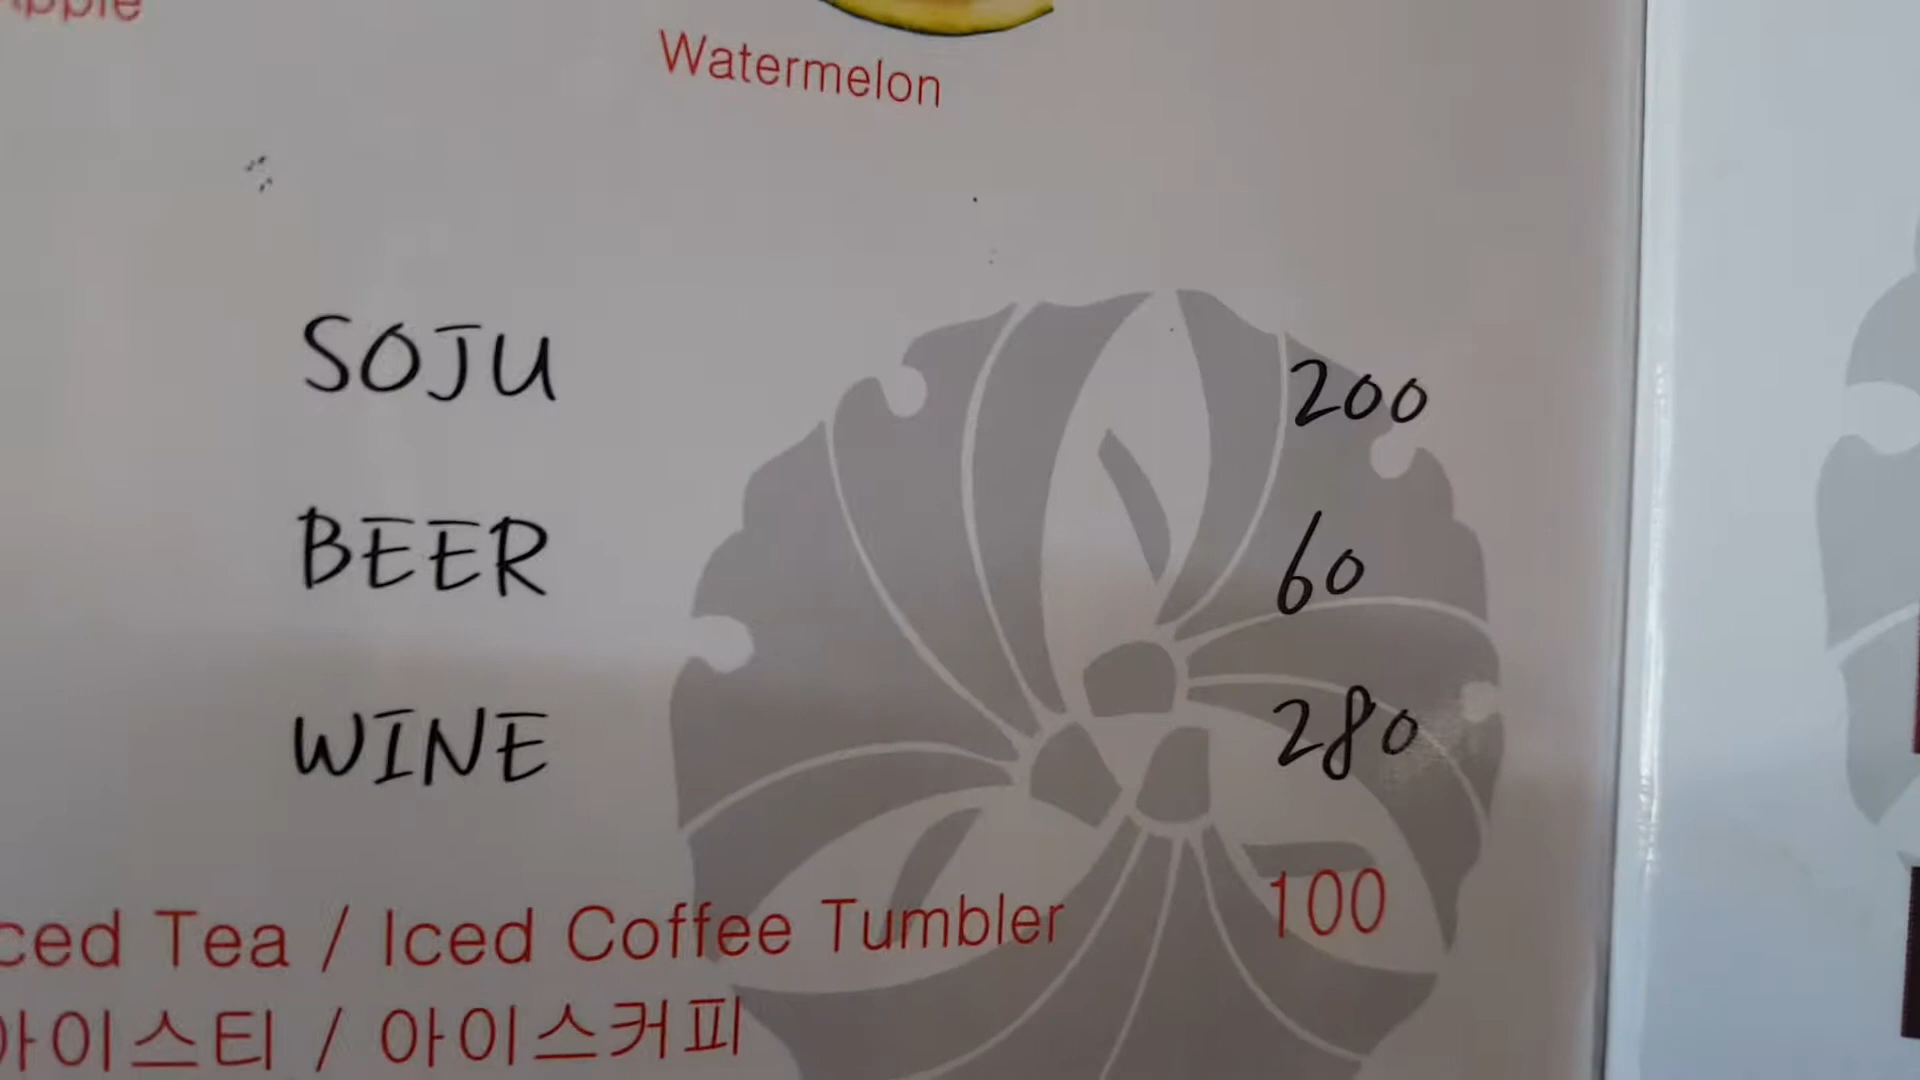 Watermelon
SOJU 200
BEER 60
WINE 280
ced Tea / Iced Coffee Tumbler 100
아이스티 / 아이스커피